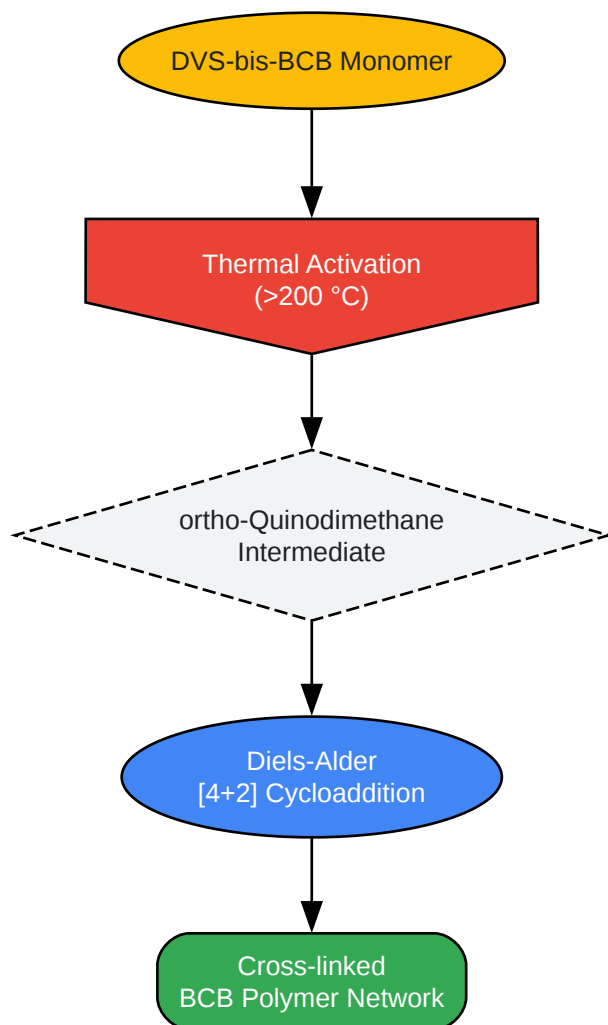 DVS-bis-BCB Monomer
Thermal Activation
(>200 °C)
ortho-Quinodimethane
Intermediate
Diels-Alder
[4+2] Cycloaddition
Cross-linked
BCB Polymer Network